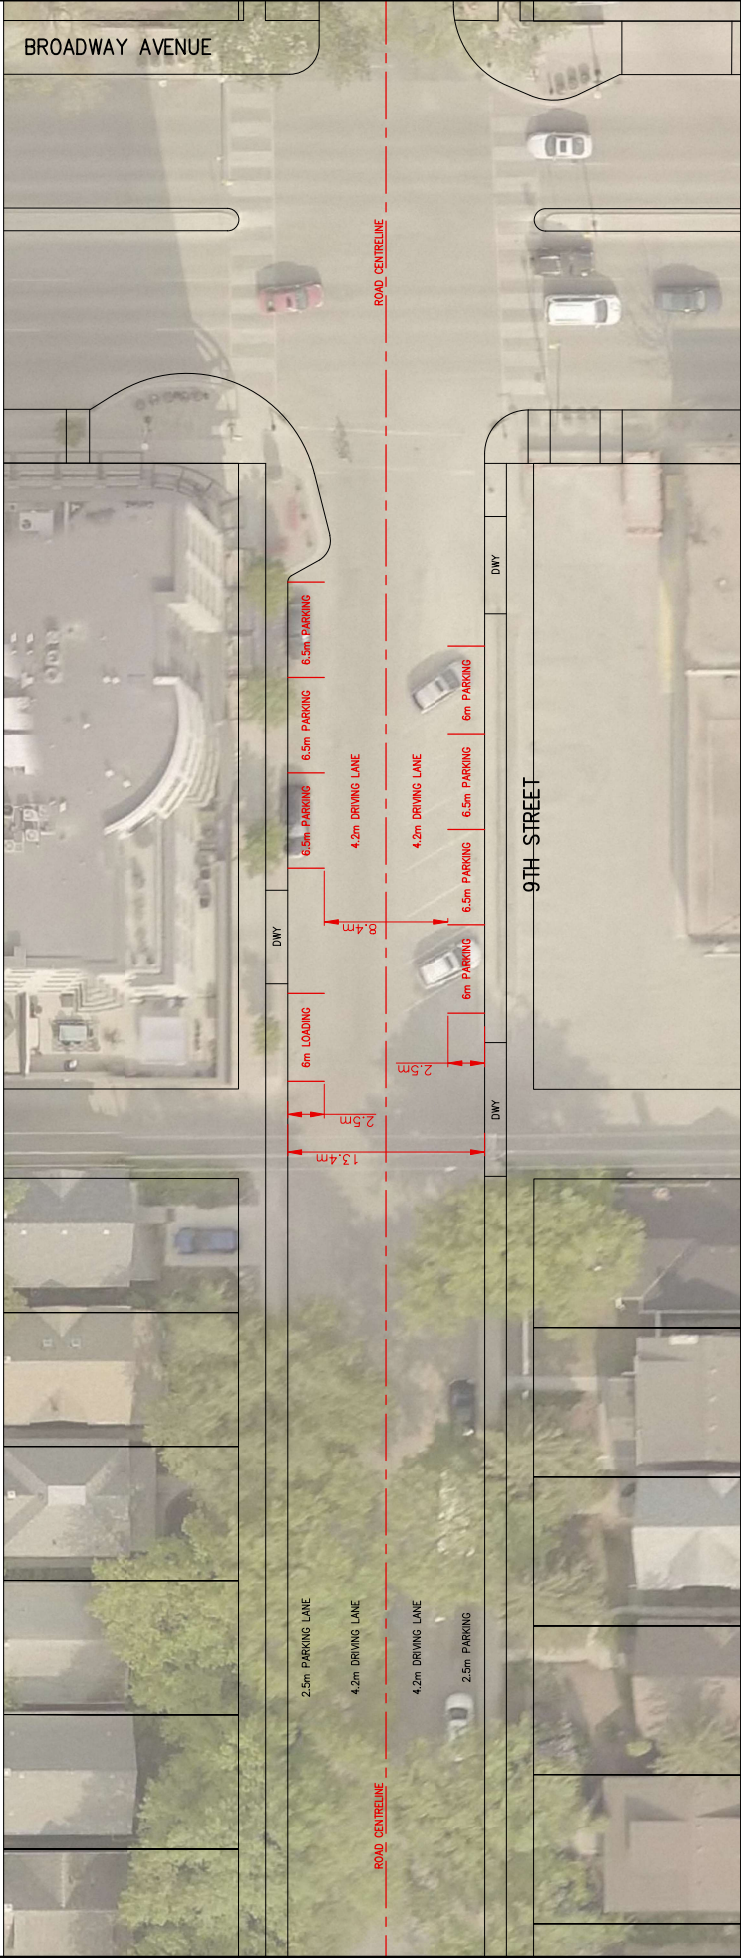 BROADWAY AVENUE
ROAD CENTRELINE
DWY
6.5m PARKING
6m PARKING
6.5m PARKING
6.5m PARKING
4.2m DRIVING LANE
4.2m DRIVING LANE
6.5m PARKING
6.5m PARKING
9TH STREET
6.5m PARKING
8.4m
DWY
6m PARKING
6m LOADING
2.5m
2.5m
DWY
13.4m
2.5m PARKING LANE
4.2m DRIVING LANE
4.2m DRIVING LANE
2.5m PARKING
ROAD CENTRELINE